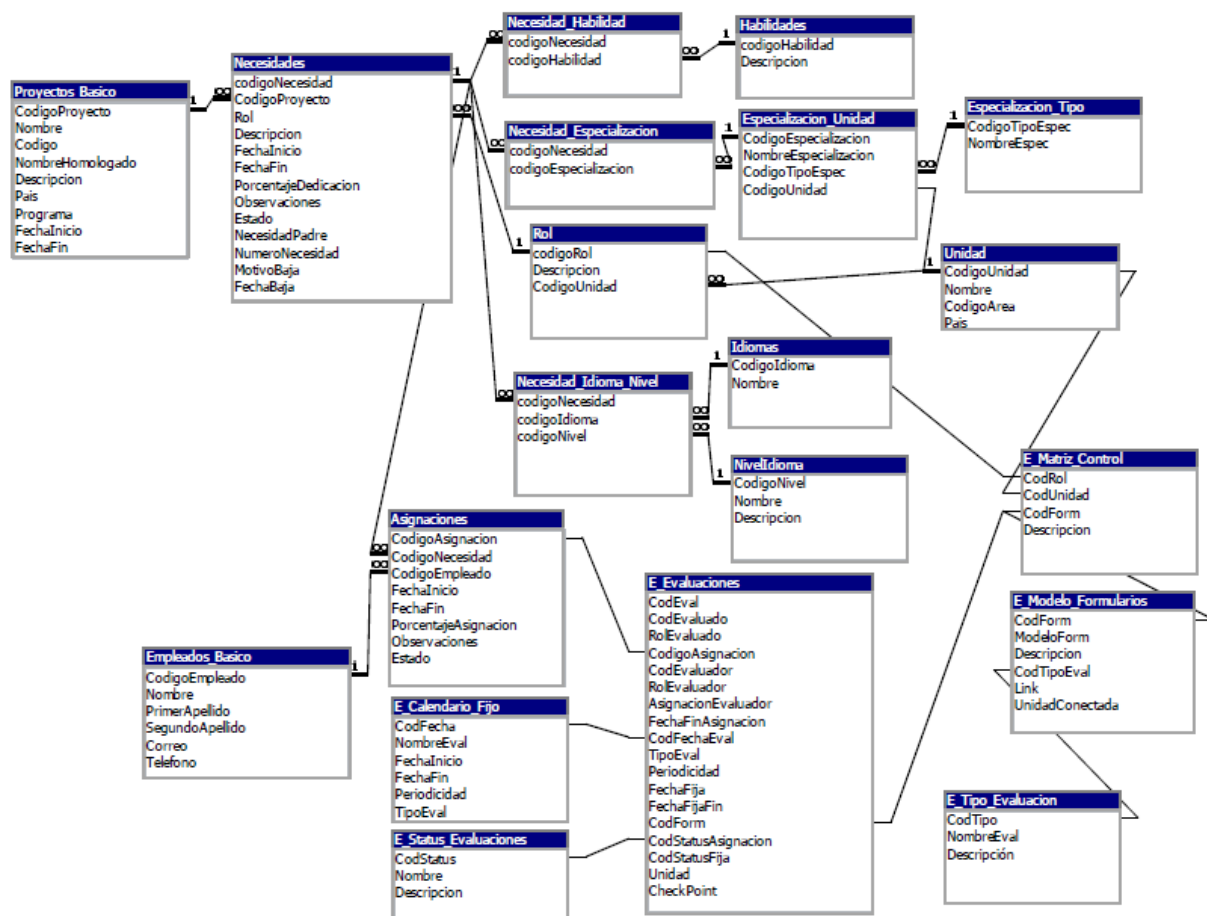 Necesidad_Habilidad
codigoNecesidad
codigoHabilidad
Habilidades
codigoHabilidad
Descripcion
Necesidades
codigoNecesidad
CodigoProyecto
Rol
Descripcion
FechaInicio
FechaFin
PorcentajeDedicacion
Observaciones
Estado
NecesidadPadre
NumeroNecesidad
MotivoBaja
FechaBaja
Proyectos_Basico
CodigoProyecto
Nombre
Codigo
NombreHomologado
Descripcion
Pais
Programa
FechaInicio
FechaFin
Necesidad_Especializacion
codigoNecesidad
codigoEspecializacion
Especializacion_Unidad
CodigoEspecializacion
NombreEspecializacion
CodigoTipoEspec
CodigoUnidad
Especializacion_Tipo
CodigoTipoEspec
NombreEspec
Rol
codigoRol
Descripcion
CodigoUnidad
Unidad
CodigoUnidad
Nombre
CodigoArea
Pais
Idiomas
CodigoIdioma
Nombre
Necesidad_Idioma_Nivel
codigoNecesidad
codigoIdioma
codigoNivel
NivelIdioma
CodigoNivel
Nombre
Descripcion
E_Matriz_Control
CodRol
CodUnidad
CodForm
Descripcion
Asignaciones
CodigoAsignacion
CodigoNecesidad
CodigoEmpleado
FechaInicio
FechaFin
PorcentajeAsignacion
Observaciones
Estado
E_Evaluaciones
CodEval
CodEvaluado
RolEvaluado
CodigoAsignacion
CodEvaluador
RolEvaluador
AsignacionEvaluador
FechaFinAsignacion
CodFechaEval
TipoEval
Periodicidad
FechaFija
FechaFijaFin
CodForm
CodStatusAsignacion
CodStatusFija
Unidad
CheckPoint
E_Modelo_Formularios
CodForm
ModeloForm
Descripcion
CodTipoEval
Link
UnidadConectada
Empleados_Basico
CodigoEmpleado
Nombre
PrimerApellido
SegundoApellido
Correo
Telefono
E_Calendario_Fijo
CodFecha
NombreEval
FechaInicio
FechaFin
Periodicidad
TipoEval
E_Tipo_Evaluacion
CodTipo
NombreEval
Descripción
E_Status_Evaluaciones
CodStatus
Nombre
Descripcion